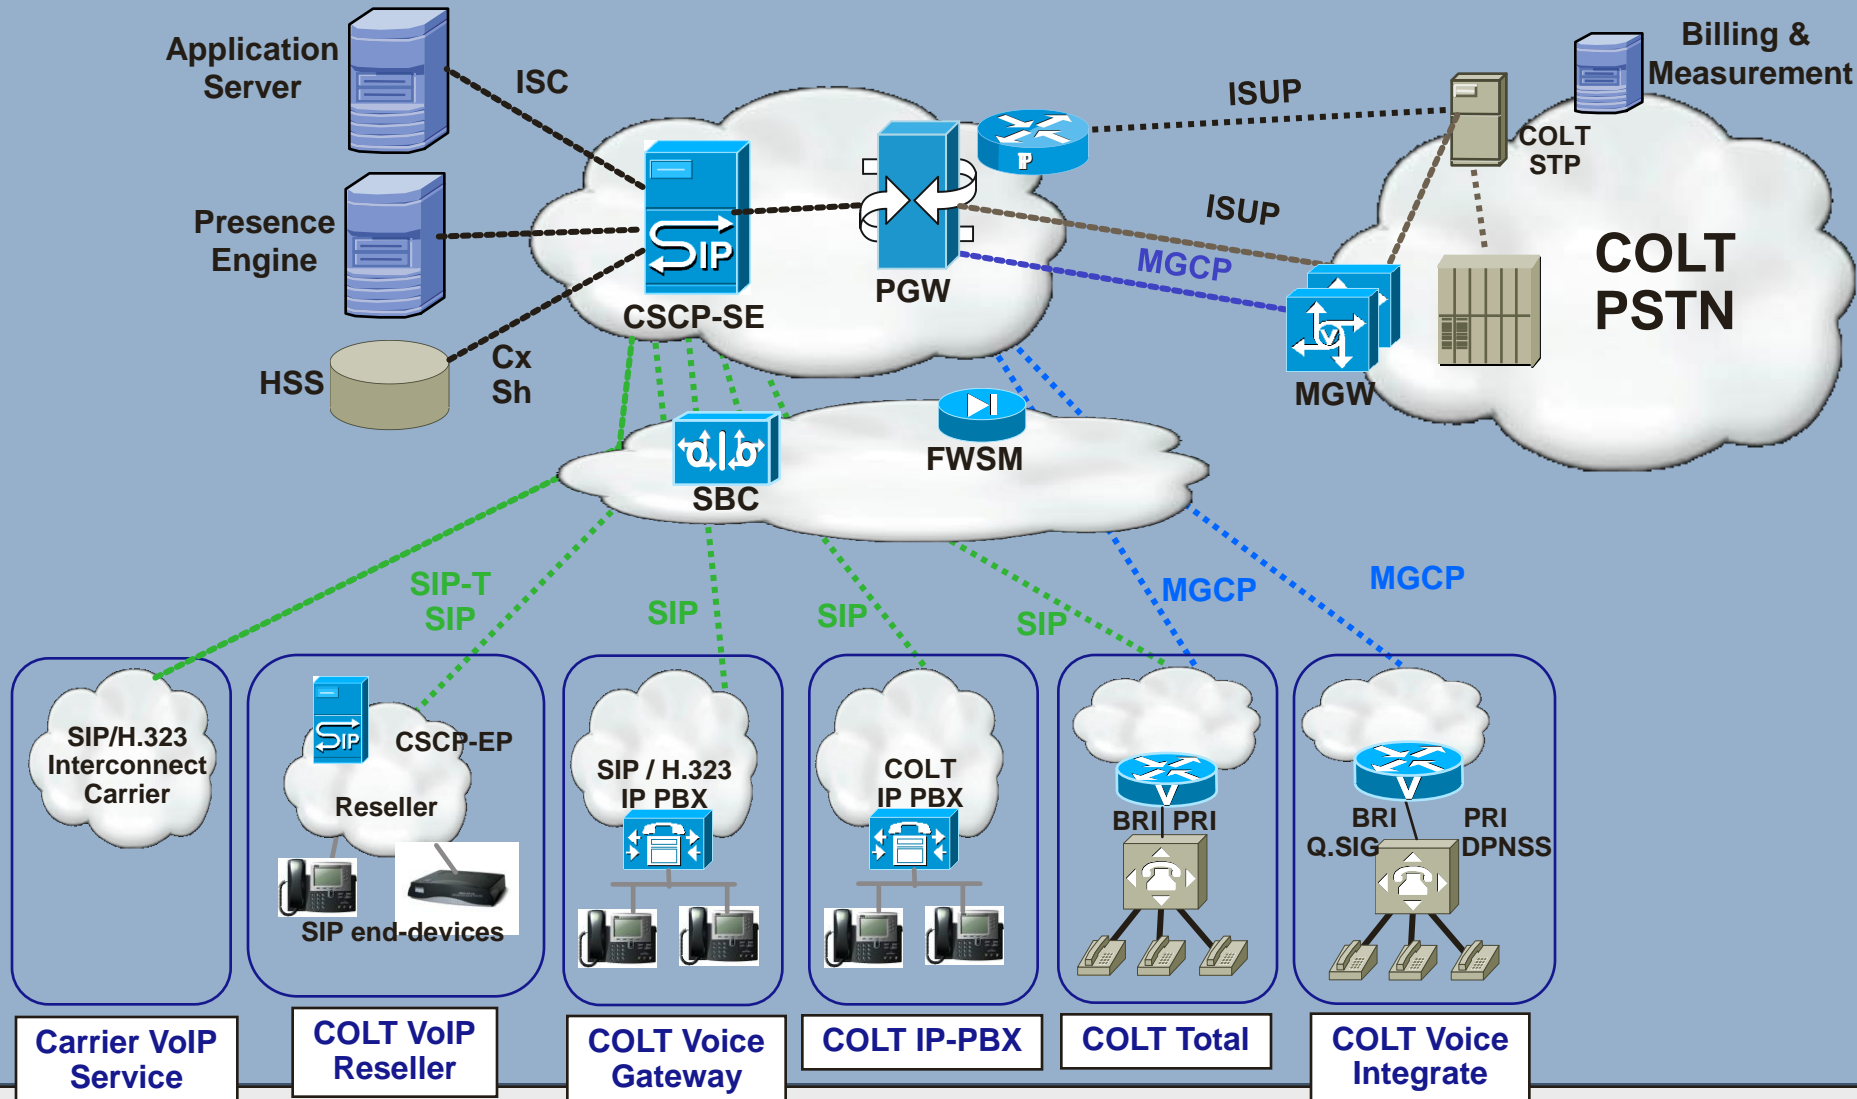 Application
Server
ISC
Billing &
Measurement
ISUP
COLT
STP
P
Presence
Engine
SIP
CSCP-SE
PGW
ISUP
MGCP
COLT
PSTN
V
MGW
HSS
Cx
Sh
SBC
FWSM
SIP-T
SIP
SIP
SIP
SIP
MGCP
MGCP
SIP/H.323
Interconnect
Carrier
SIP
CSCP-EP
Reseller
SIP end-devices
SIP / H.323
IP PBX
COLT
IP PBX
V
BRI PRI
V
BRI PRI
Q.SIG DPNSS
Carrier VoIP
Service
COLT VoIP
Reseller
COLT Voice
Gateway
COLT IP-PBX
COLT Total
COLT Voice
Integrate